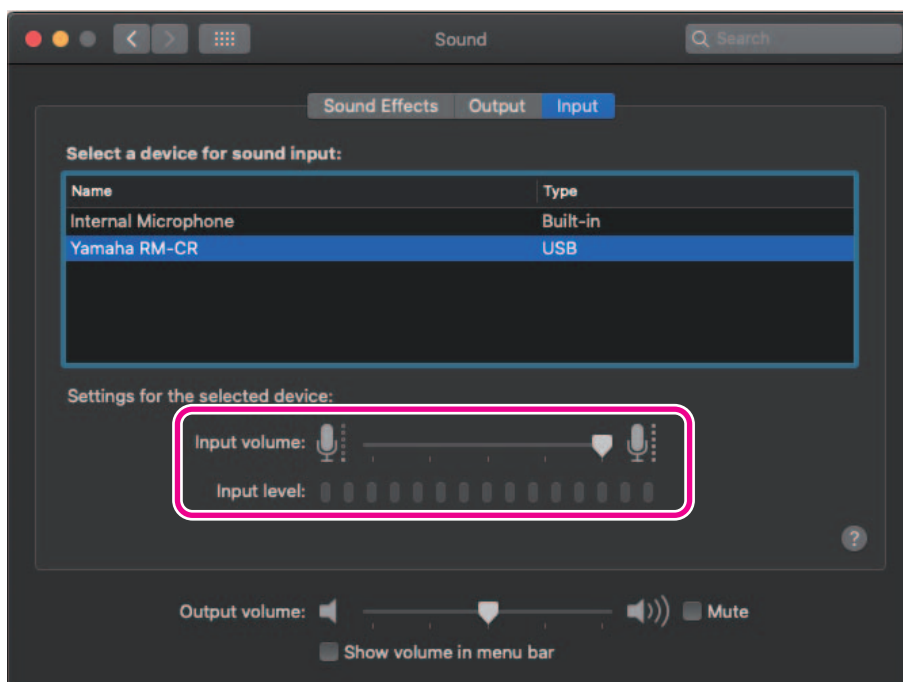 Sound
Search
Sound Effects Output Input
Select a device for sound input:
Name Type
Internal Microphone Built-in
Yamaha RM-CR USB
Settings for the selected device:
Input volume:
Input level:
?
Output volume: Mute
Show volume in menu bar